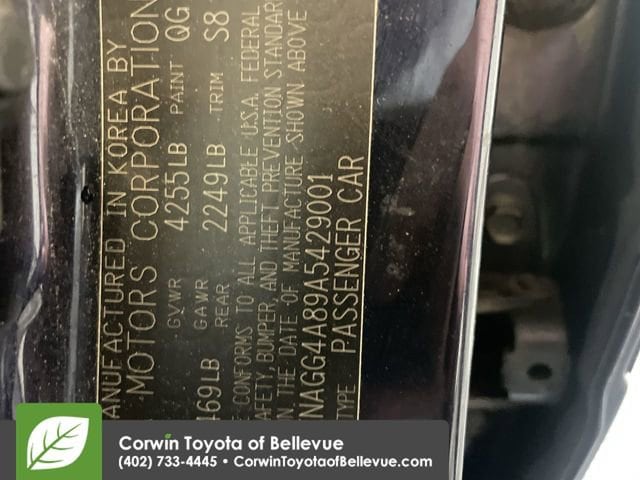 MANUFACTURED IN KOREA BY
MOTORS CORPORATION
GVWR 4255LB PAINT QG
469LB GAWR REAR 2249LB TRIM S8
CONFORMS TO ALL APPLICABLE U.S.A. FEDERAL
SAFETY, BUMPER, AND THEFT PREVENTION STANDAR
IN THE DATE OF MANUFACTURE SHOWN ABOVE
NAGG4A89A5429001
TYPE PASSENGER CAR
Corwin Toyota of Bellevue
(402) 733-4445 • CorwinToyotaofBellevue.com